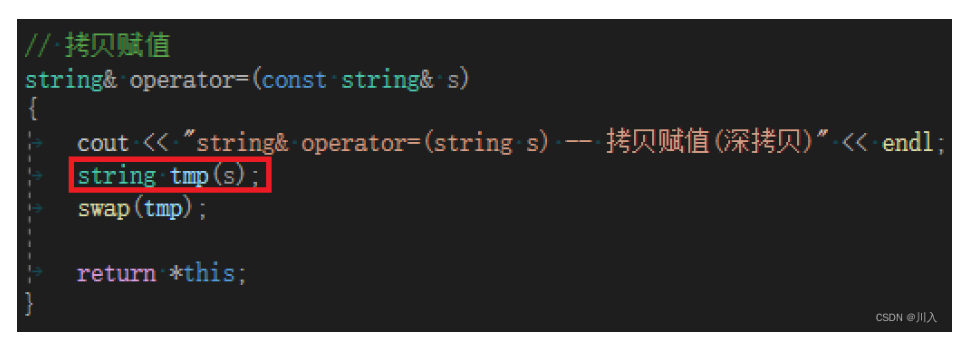 // 拷贝赋值
string& operator=(const string& s)
{
cout << "string& operator=(string s) -- 拷贝赋值(深拷贝)" << endl;
string tmp(s);
swap(tmp);
return *this;
}
CSDN @川入